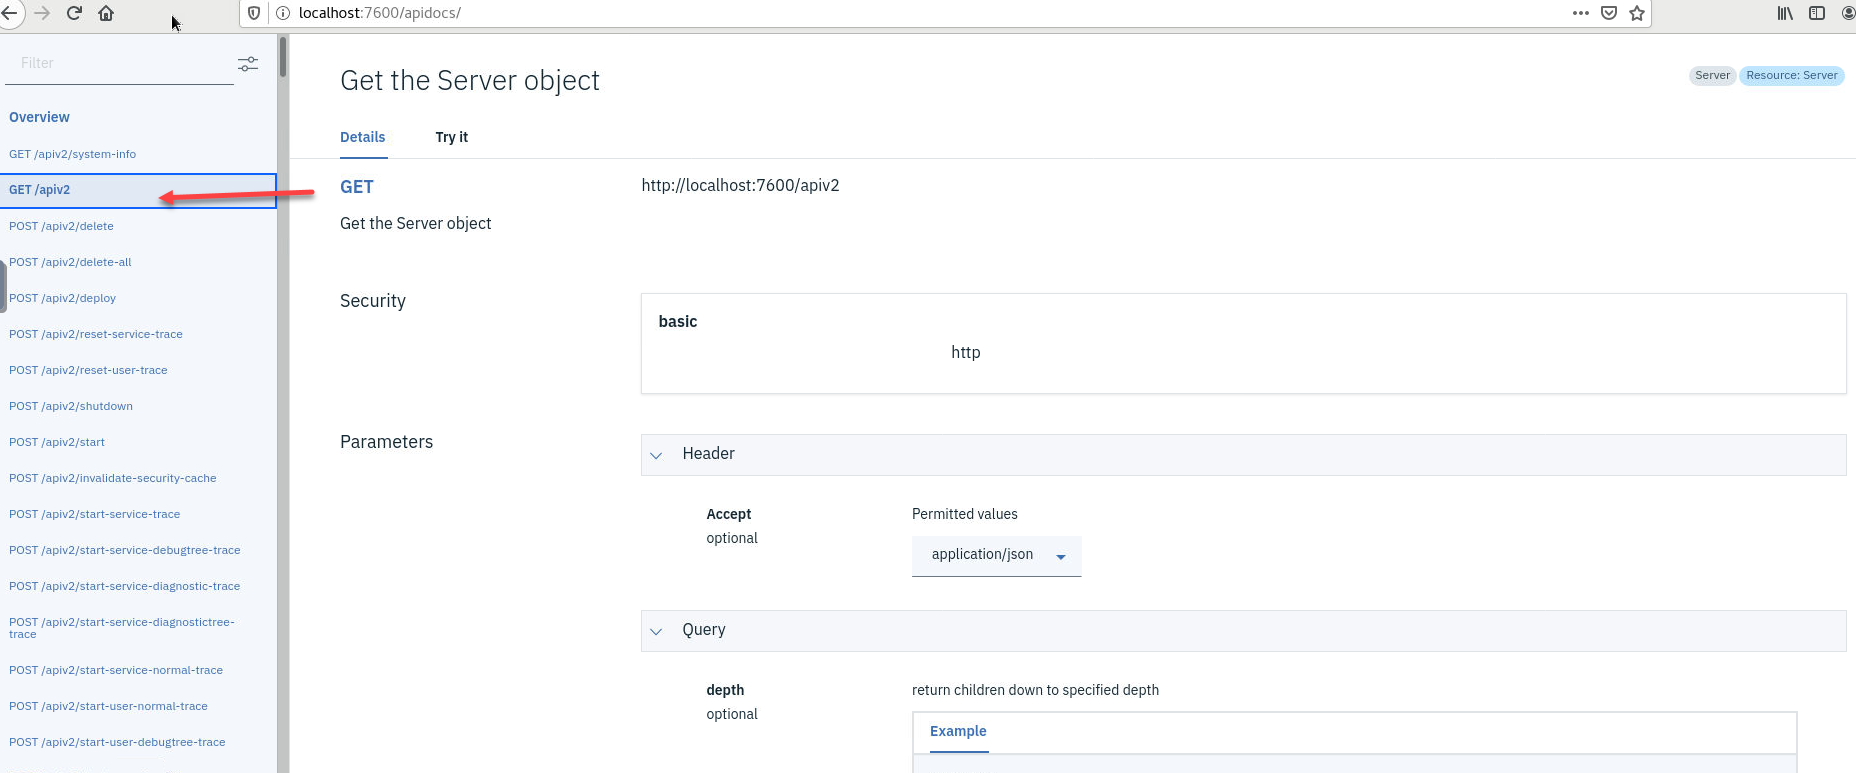 localhost:7600/apidocs/
Filter
Overview
GET /apiv2/system-info
GET /apiv2
POST /apiv2/delete
POST /apiv2/delete-all
POST /apiv2/deploy
POST /apiv2/reset-service-trace
POST /apiv2/reset-user-trace
POST /apiv2/shutdown
POST /apiv2/start
POST /apiv2/invalidate-security-cache
POST /apiv2/start-service-trace
POST /apiv2/start-service-debugtree-trace
POST /apiv2/start-service-diagnostic-trace
POST /apiv2/start-service-diagnostictree-
trace
POST /apiv2/start-service-normal-trace
POST /apiv2/start-user-normal-trace
POST /apiv2/start-user-debugtree-trace
Get the Server object
Server
Resource: Server
Details
Try it
GET
http://localhost:7600/apiv2
Get the Server object
Security
basic
http
Parameters
Header
Accept
optional
Permitted values
application/json
Query
depth
optional
return children down to specified depth
Example